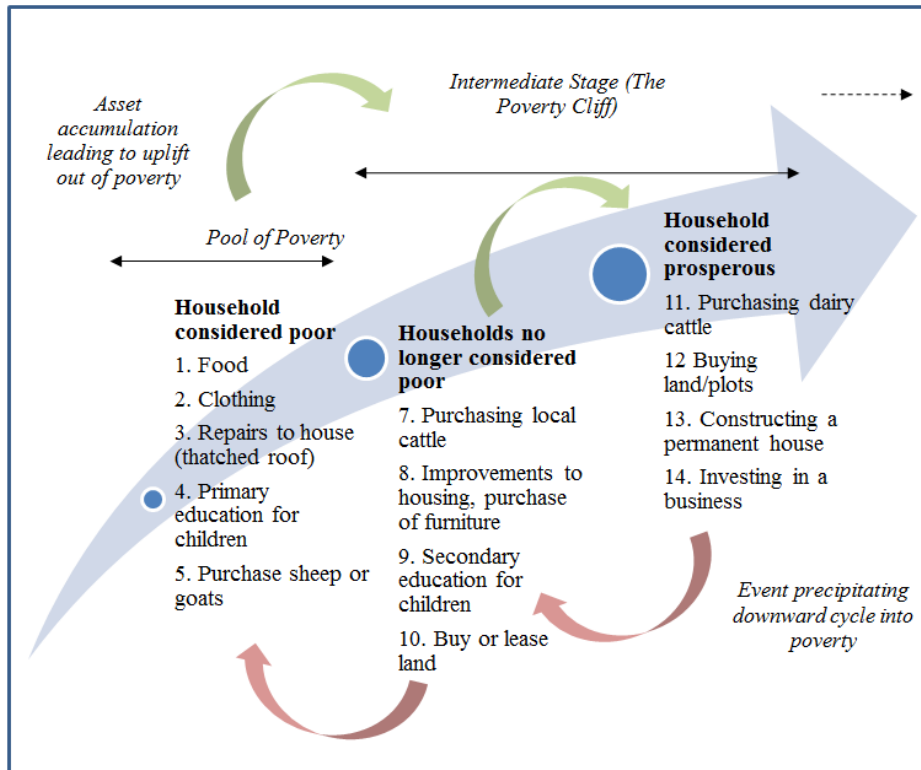 Asset
accumulation
leading to uplift
out of poverty
Intermediate Stage (The
Poverty Cliff)
Pool of Poverty
Household
considered poor
1. Food
2. Clothing
3. Repairs to house
(thatched roof)
4. Primary
education for
children
5. Purchase sheep or
goats
Households no
longer considered
poor
7. Purchasing local
cattle
8. Improvements to
housing, purchase
of furniture
9. Secondary
education for
children
10. Buy or lease
land
Household
considered
prosperous
11. Purchasing dairy
cattle
12 Buying
land/plots
13. Constructing a
permanent house
14. Investing in a
business
Event precipitating
downward cycle into
poverty